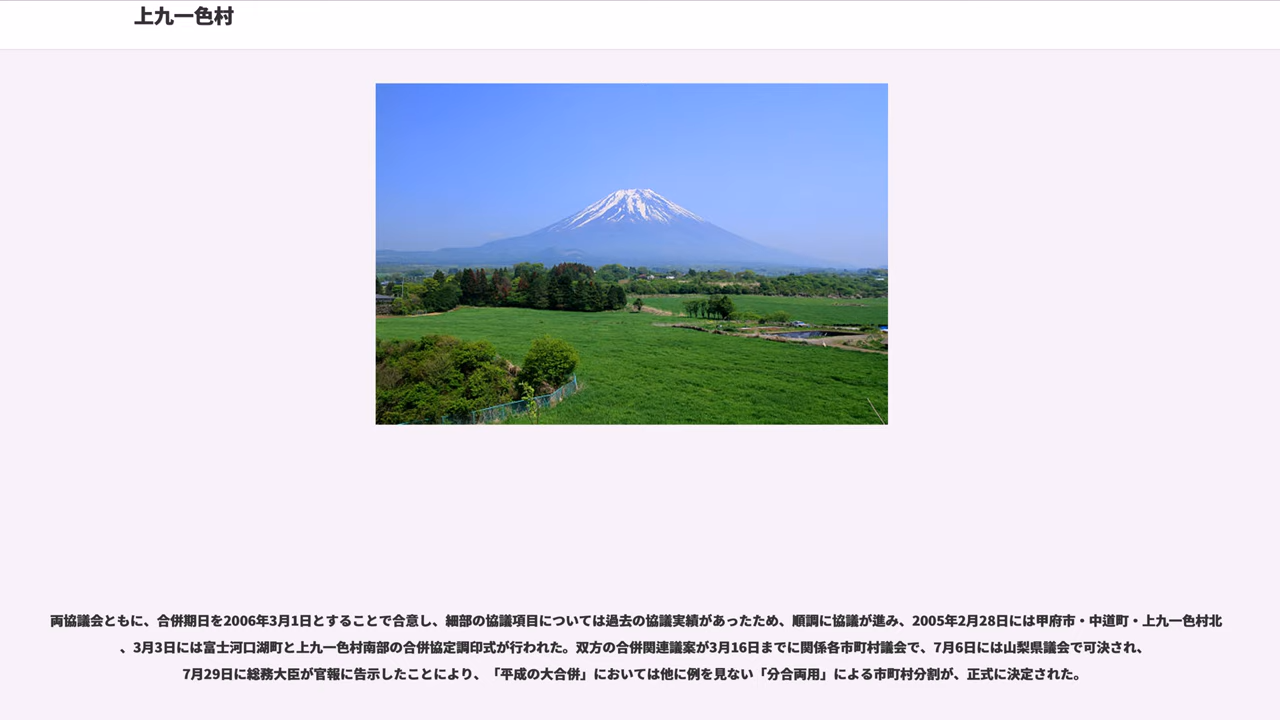 上九一色村
両協議会ともに、合併期日を2006年3月1日とすることで合意し、細部の協議項目については過去の協議実績があったため、順調に協議が進み、2005年2月28日には甲府市・中道町・上九一色村北
、3月3日には富士河口湖町と上九一色村南部の合併協定調印式が行われた。双方の合併関連議案が3月16日までに関係各市町村議会で、7月6日には山梨県議会で可決され、
7月29日に総務大臣が官報に告示したことにより、「平成の大合併」においては他に例を見ない「分合両用」による市町村分割が、正式に決定された。